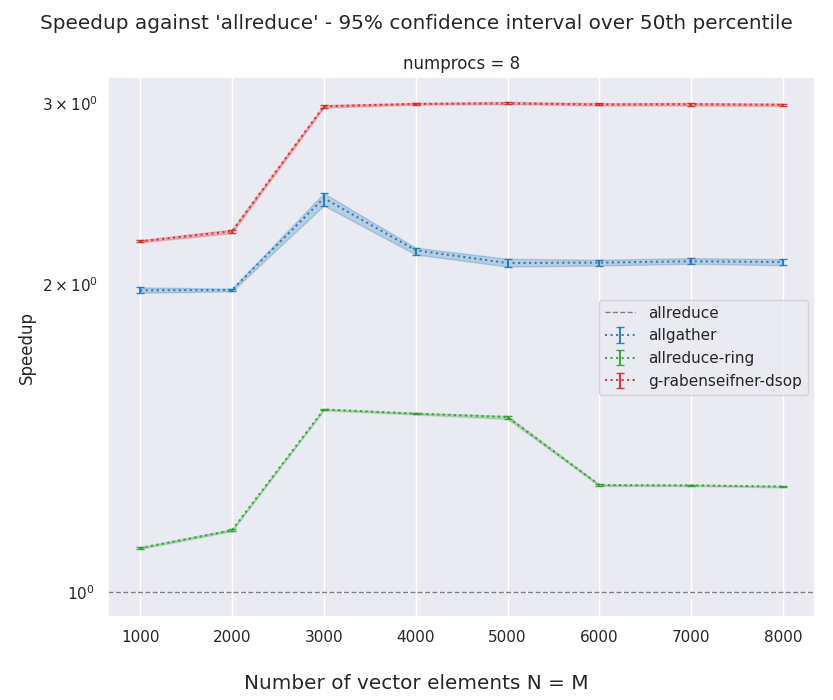 Speedup against 'allreduce' - 95% confidence interval over 50th percentile
numprocs = 8
3 × 10⁰
2 × 10⁰
10⁰
Speedup
allreduce
allgather
allreduce-ring
g-rabenseifner-dsop
1000 2000 3000 4000 5000 6000 7000 8000
Number of vector elements N = M